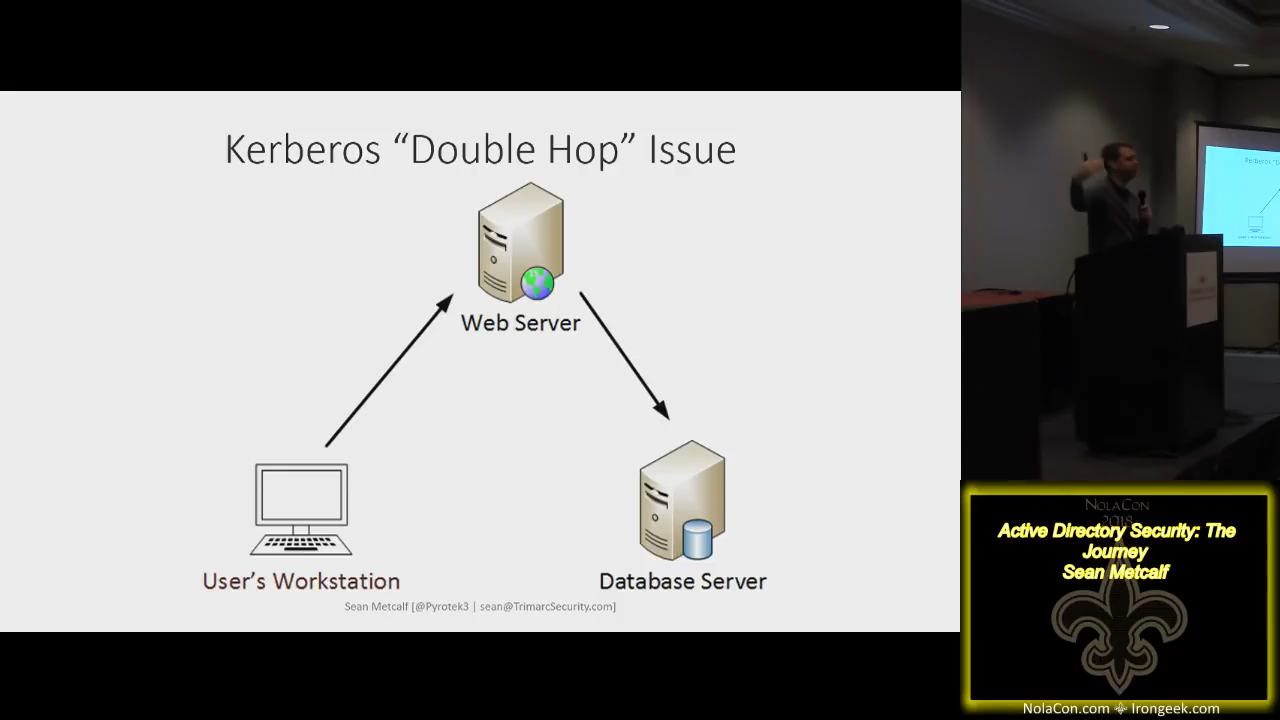 Kerberos “Double Hop” Issue
Web Server
User’s Workstation
Database Server
Sean Metcalf [@Pyrotek3 | sean@TrimarcSecurity.com]
NOLACON
2018
Active Directory Security: The
Journey
Sean Metcalf
NolaCon.com ⚜ Irongeek.com